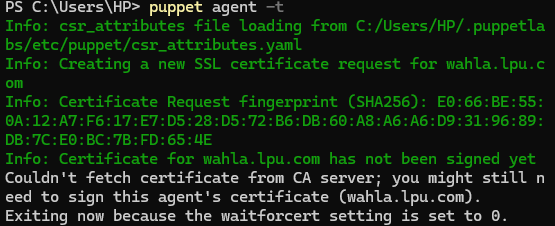 PS C:\Users\HP> puppet agent -t
Info: csr_attributes file loading from C:/Users/HP/.puppetla
bs/etc/puppet/csr_attributes.yaml
Info: Creating a new SSL certificate request for wahla.lpu.c
om
Info: Certificate Request fingerprint (SHA256): E0:66:BE:55:
0A:12:A7:F6:17:E7:D5:28:D5:72:B6:DB:60:A8:A6:A6:D9:31:96:89:
DB:7C:E0:BC:7B:FD:65:4E
Info: Certificate for wahla.lpu.com has not been signed yet
Couldn't fetch certificate from CA server; you might still n
eed to sign this agent's certificate (wahla.lpu.com).
Exiting now because the waitforcert setting is set to 0.